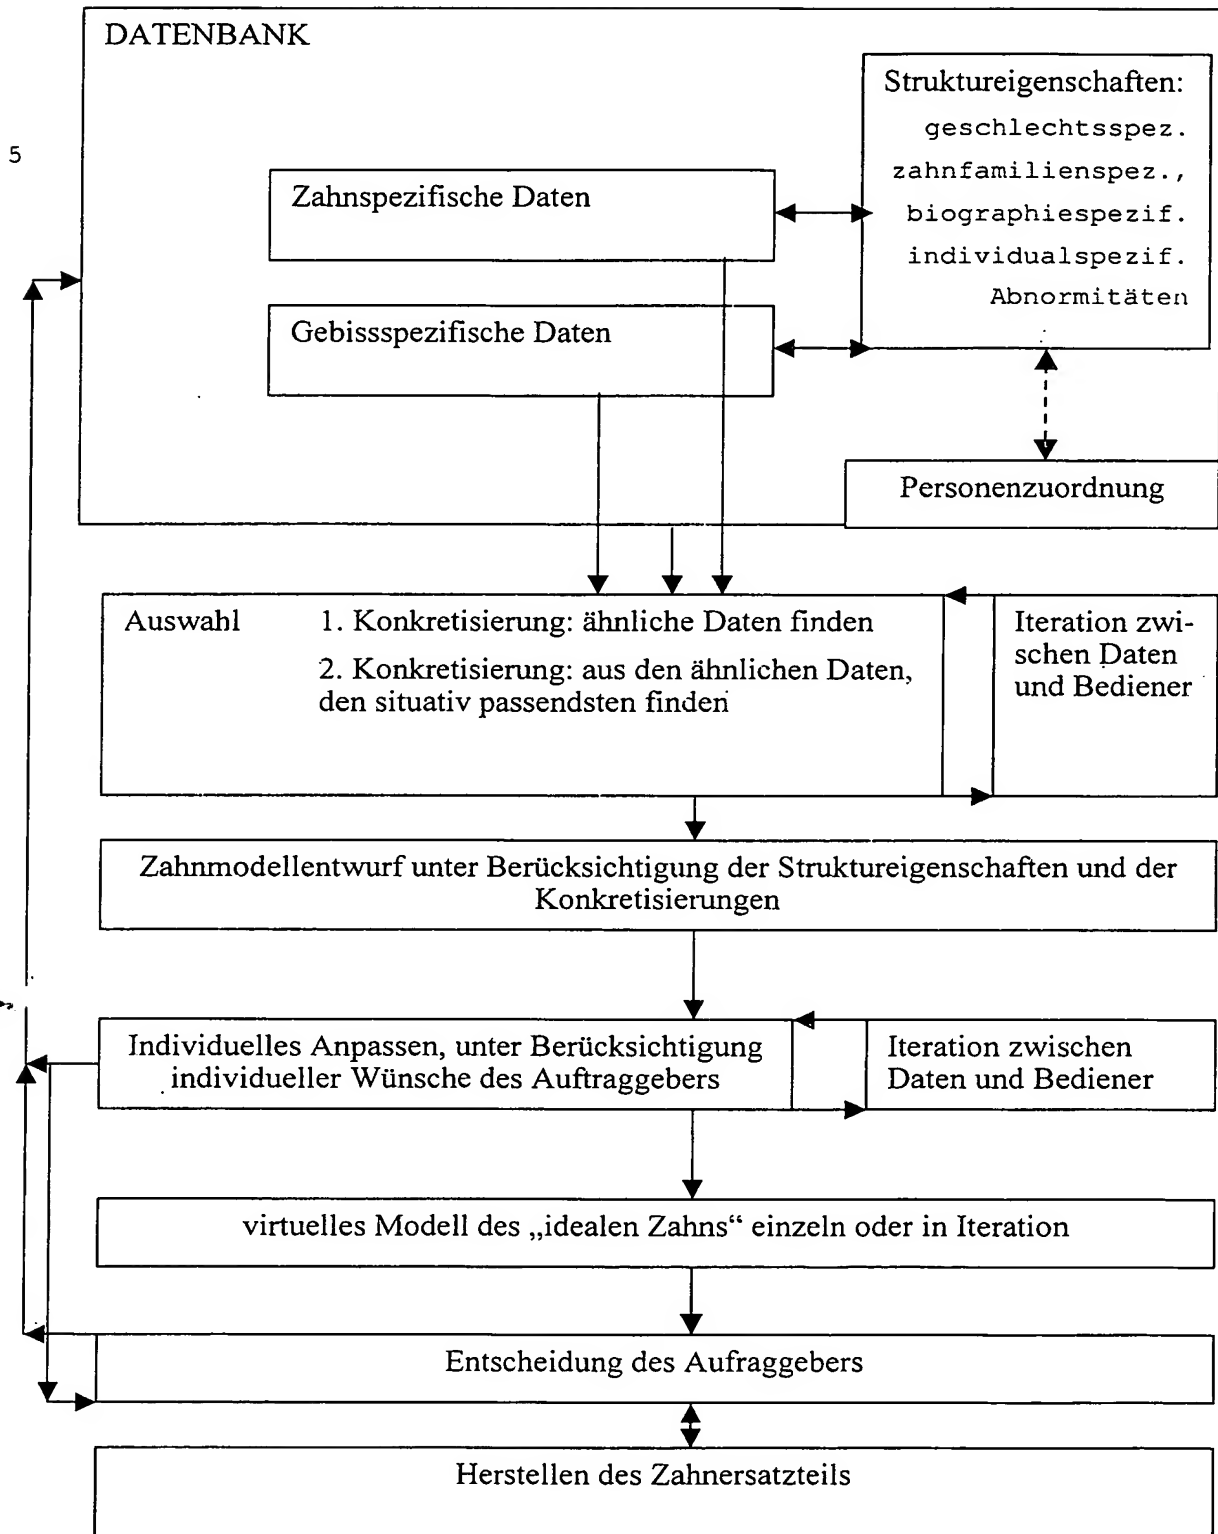 DATENBANK
Struktureigenschaften:
geschlechtsspez.
zahnfamilienspez.,
biographiespezif.
individualspezif.
Abnormitäten
5
Zahnspezifische Daten
Gebissspezifische Daten
Personenzuordnung
Auswahl
1. Konkretisierung: ähnliche Daten finden
2. Konkretisierung: aus den ähnlichen Daten,
den situativ passendsten finden
Iteration zwi-
schen Daten
und Bediener
Zahnmodellentwurf unter Berücksichtigung der Struktureigenschaften und der
Konkretisierungen
Individuelles Anpassen, unter Berücksichtigung
individueller Wünsche des Auftraggebers
Iteration zwischen
Daten und Bediener
virtuelles Modell des „idealen Zahns“ einzeln oder in Iteration
Entscheidung des Aufraggebers
Herstellen des Zahnersatzteils